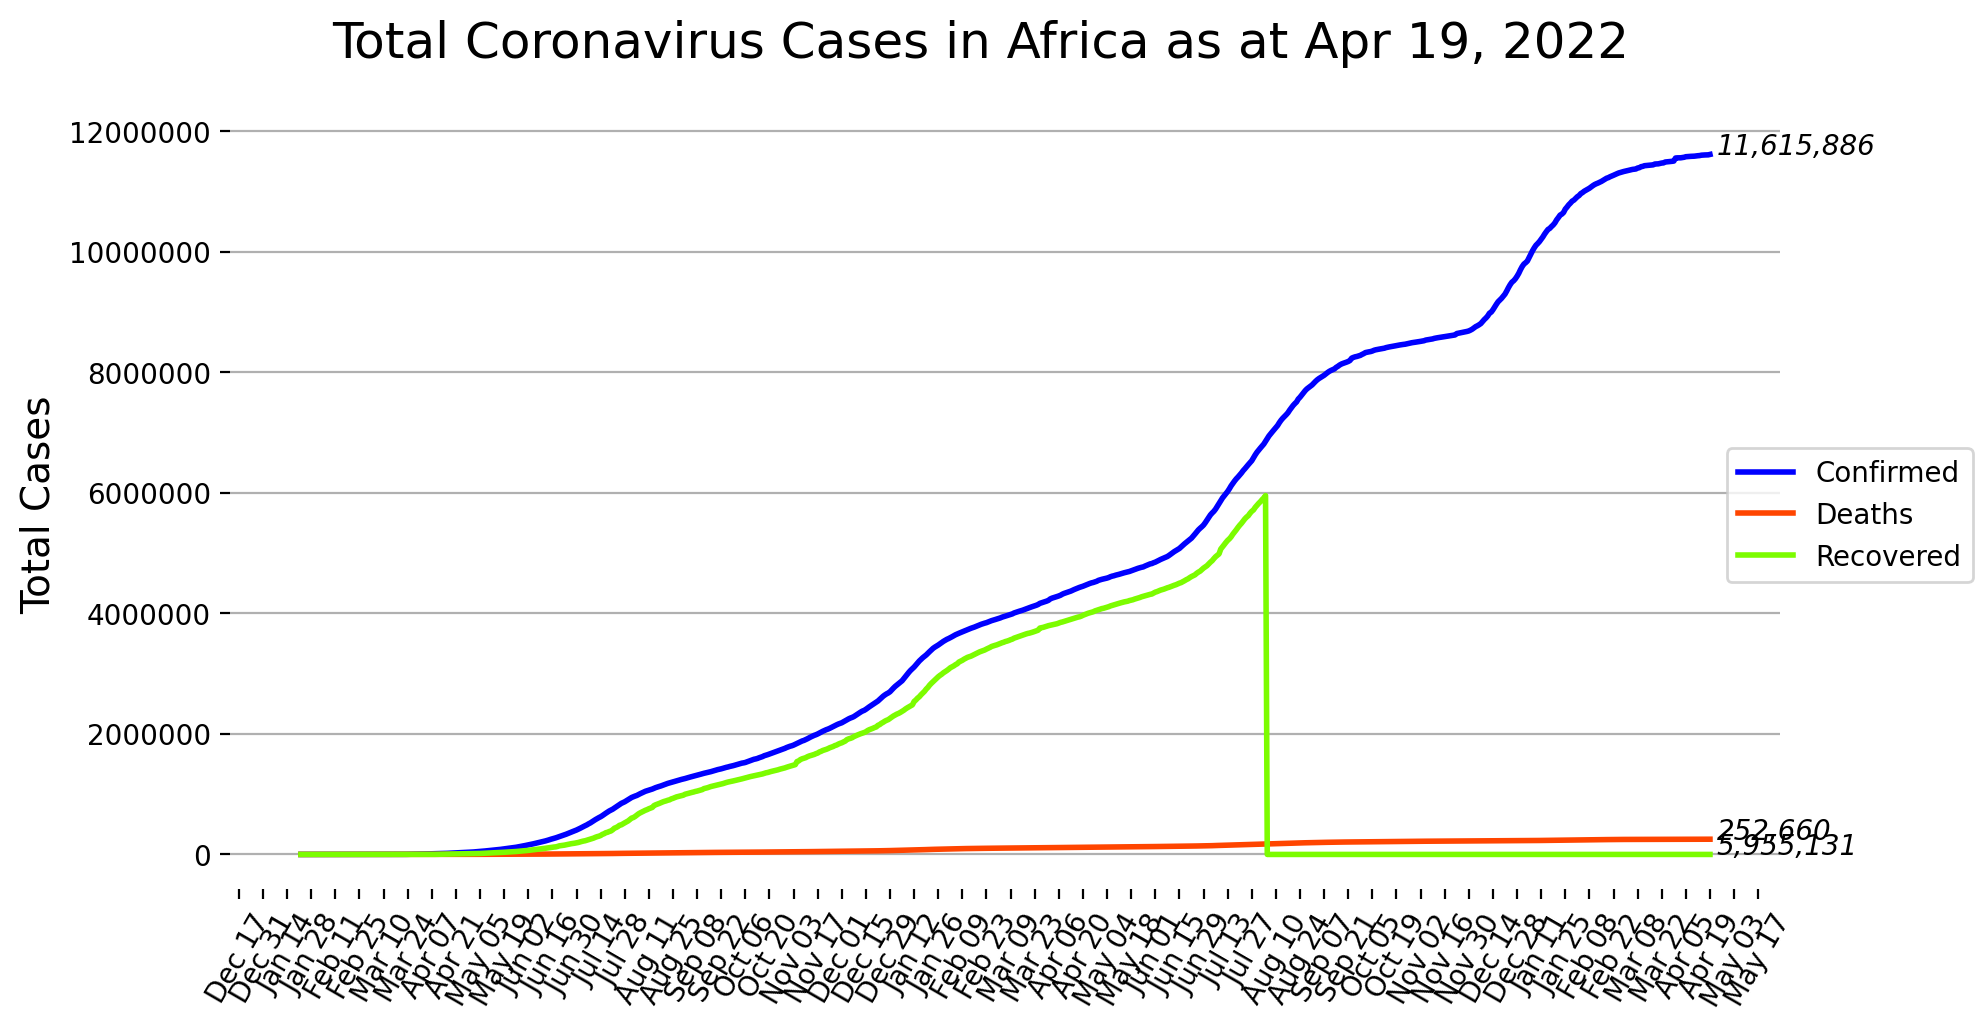 Total Coronavirus Cases in Africa as at Apr 19, 2022
12000000
10000000
8000000
6000000
4000000
2000000
0
Total Cases
11,615,886
252,660
5,955,131
Confirmed
Deaths
Recovered
Dec 17
Dec 31
Jan 14
Jan 28
Feb 11
Feb 25
Mar 10
Mar 24
Apr 07
Apr 21
May 05
May 19
Jun 02
Jun 16
Jun 30
Jul 14
Jul 28
Aug 11
Aug 25
Sep 08
Sep 22
Oct 06
Oct 20
Nov 03
Nov 17
Dec 01
Dec 15
Dec 29
Jan 12
Jan 26
Feb 09
Feb 23
Mar 09
Mar 23
Apr 06
Apr 20
May 04
May 18
Jun 01
Jun 15
Jun 29
Jul 13
Jul 27
Aug 10
Aug 24
Sep 07
Sep 21
Oct 05
Oct 19
Nov 02
Nov 16
Nov 30
Dec 14
Dec 28
Jan 11
Jan 25
Feb 08
Feb 22
Mar 08
Mar 22
Apr 05
Apr 19
May 03
May 17